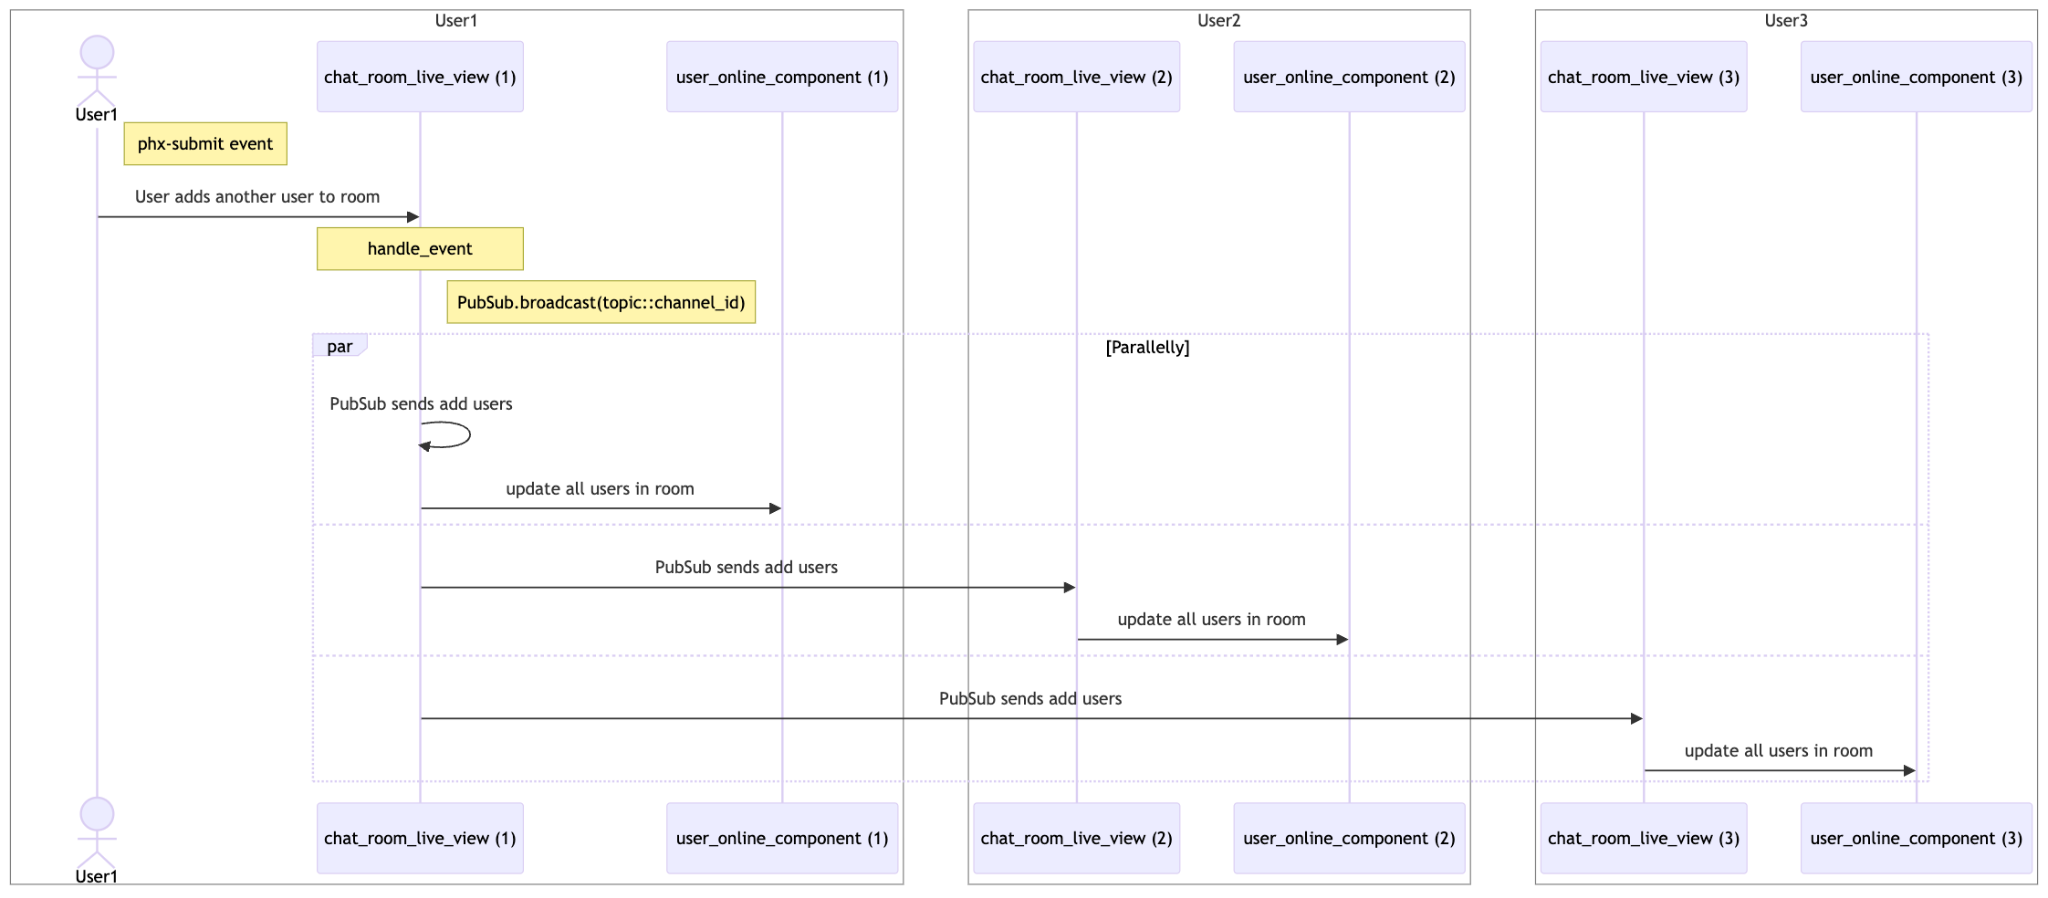 User1
User2
User3
chat_room_live_view (1)
user_online_component (1)
chat_room_live_view (2)
user_online_component (2)
chat_room_live_view (3)
user_online_component (3)
User1
phx-submit event
User adds another user to room
handle_event
PubSub.broadcast(topic::channel_id)
par
[Parallelly]
PubSub sends add users
update all users in room
PubSub sends add users
update all users in room
PubSub sends add users
update all users in room
chat_room_live_view (1)
user_online_component (1)
chat_room_live_view (2)
user_online_component (2)
chat_room_live_view (3)
user_online_component (3)
User1